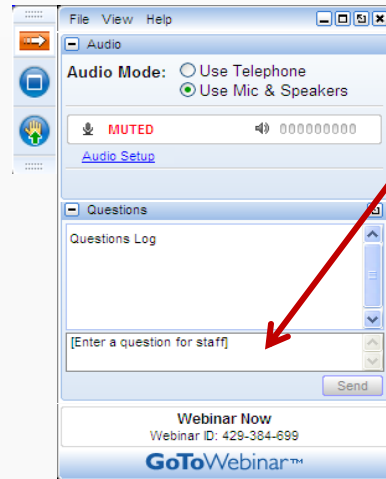 File View Help
Audio
Audio Mode: Use Telephone
Use Mic & Speakers
MUTED 000000000
Audio Setup
Questions
Questions Log
[Enter a question for staff]
Send
Webinar Now
Webinar ID: 429-384-699
GoToWebinar™